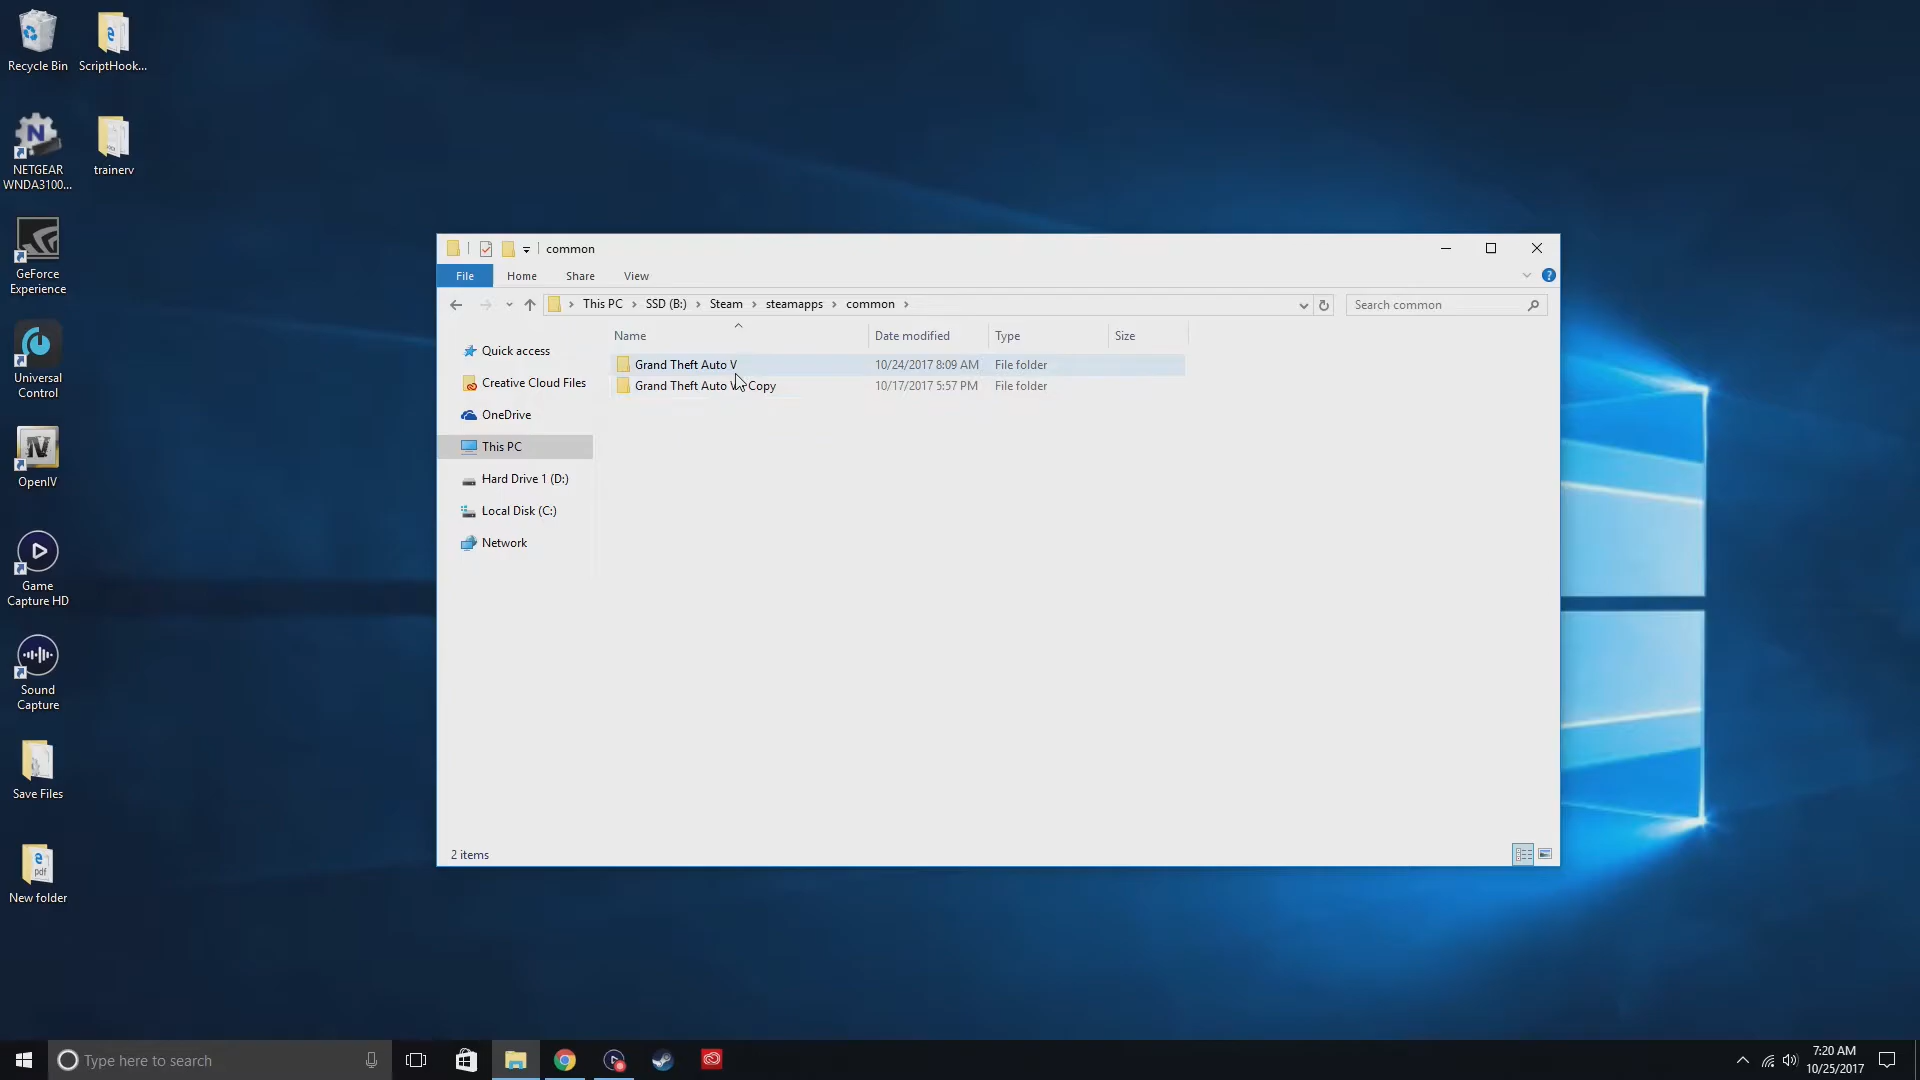 Recycle Bin
ScriptHook...
NETGEAR
WNDA3100...
trainerv
GeForce
Experience
Universal
Control
OpenIV
Game
Capture HD
Sound
Capture
Save Files
pdf
New folder
common
File
Home
Share
View
This PC
SSD (B:)
Steam
steamapps
common
Search common
Name
Date modified
Type
Size
Quick access
Creative Cloud Files
OneDrive
This PC
Hard Drive 1 (D:)
Local Disk (C:)
Network
Grand Theft Auto V
10/24/2017 8:09 AM
File folder
Grand Theft Auto V Copy
10/17/2017 5:57 PM
File folder
2 items
Type here to search
7:20 AM
10/25/2017